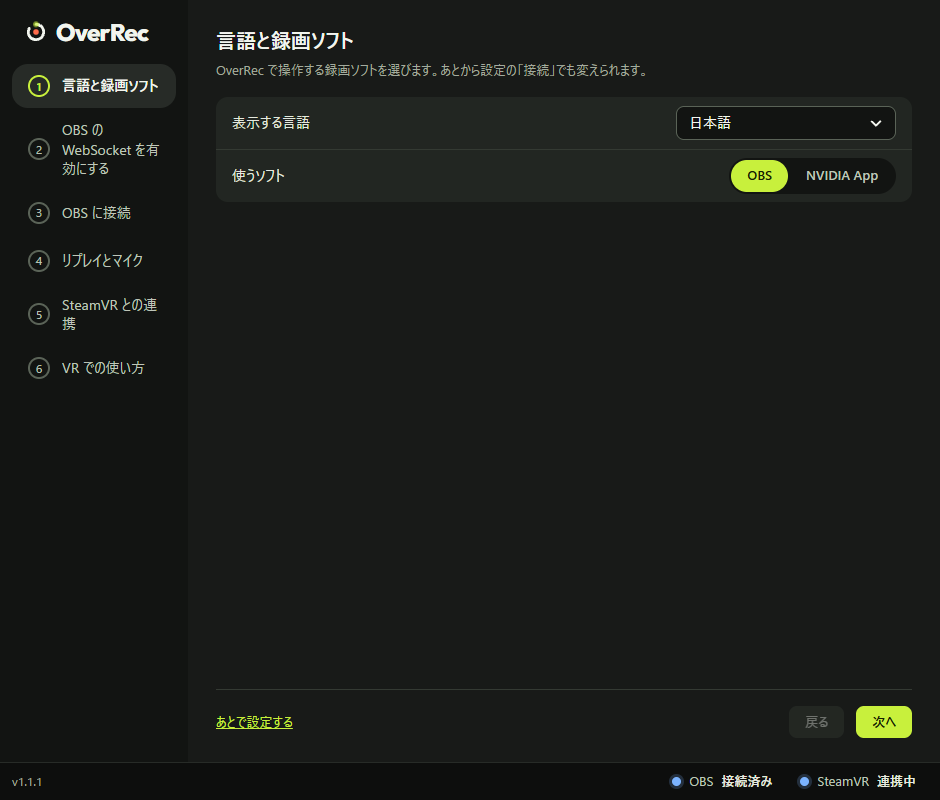 OverRec
1 言語と録画ソフト
2 OBS の
WebSocket を有
効にする
3 OBS に接続
4 リプレイとマイク
5 SteamVR との連
携
6 VR での使い方
言語と録画ソフト
OverRec で操作する録画ソフトを選びます。あとから設定の「接続」でも変えられます。
表示する言語 日本語
使うソフト OBS NVIDIA App
あとで設定する 戻る 次へ
v1.1.1 OBS 接続済み SteamVR 連携中